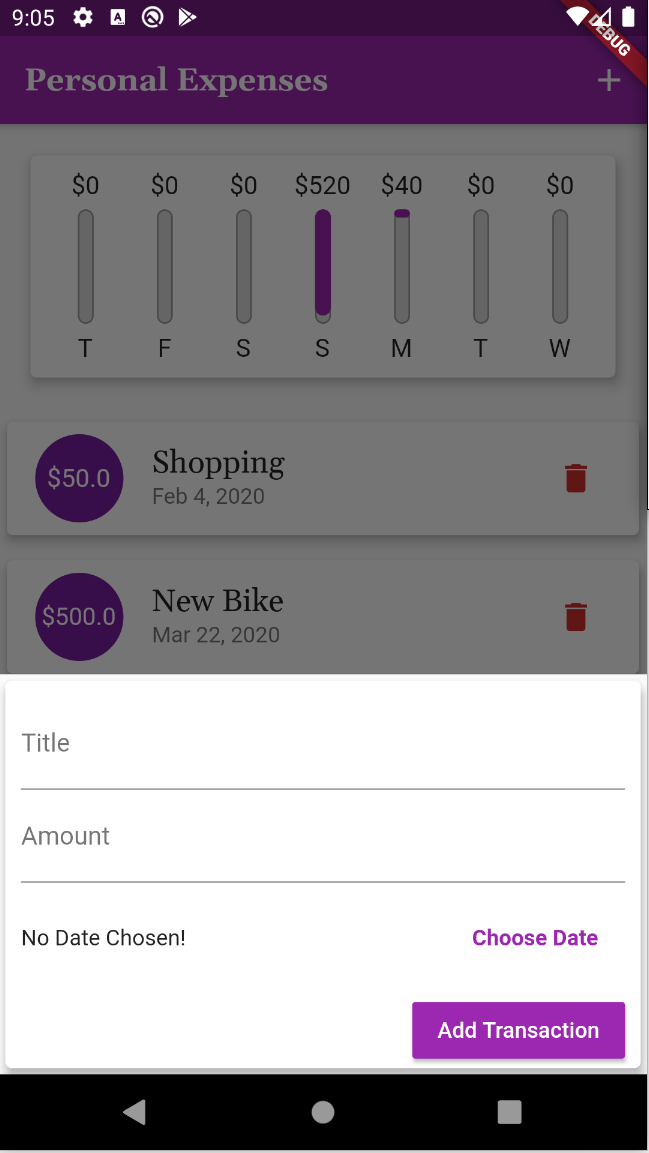 9:05
DEBUG
Personal Expenses
$0 $0 $0 $520 $40 $0 $0
T F S S M T W
$50.0
Shopping
Feb 4, 2020
$500.0
New Bike
Mar 22, 2020
Title
Amount
No Date Chosen! Choose Date
Add Transaction